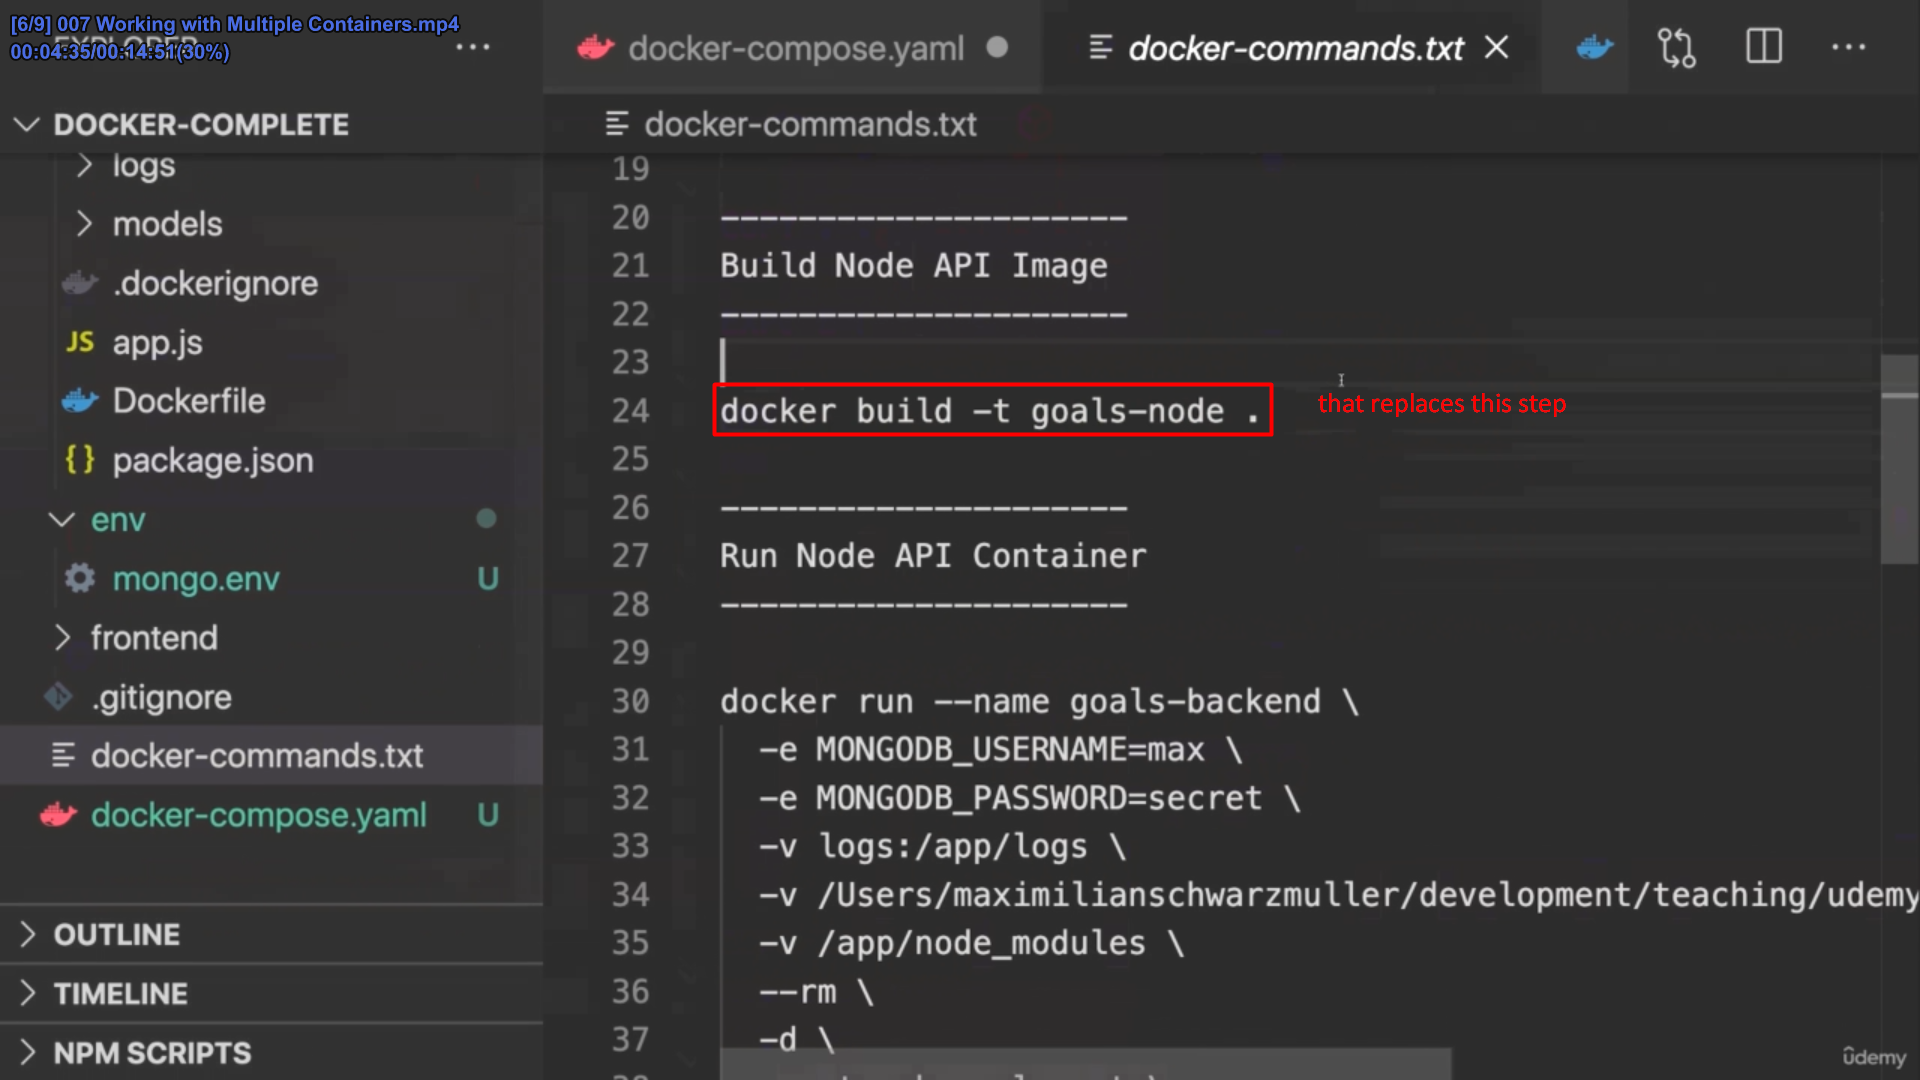 [6/9] 007 Working with Multiple Containers.mp4
00:04:35/00:14:51(30%)
docker-compose.yaml
docker-commands.txt
DOCKER-COMPLETE
logs
models
.dockerignore
JS app.js
Dockerfile
{} package.json
env
mongo.env U
frontend
.gitignore
docker-commands.txt
docker-compose.yaml U
OUTLINE
TIMELINE
NPM SCRIPTS
docker-commands.txt
19
20 ---------------------
21 Build Node API Image
22 ---------------------
23
24 docker build -t goals-node .
that replaces this step
25
26 ---------------------
27 Run Node API Container
28 ---------------------
29
30 docker run --name goals-backend \
31 -e MONGODB_USERNAME=max \
32 -e MONGODB_PASSWORD=secret \
33 -v logs:/app/logs \
34 -v /Users/maximilianschwarzmuller/development/teaching/udemy
35 -v /app/node_modules \
36 --rm \
37 -d \
udemy